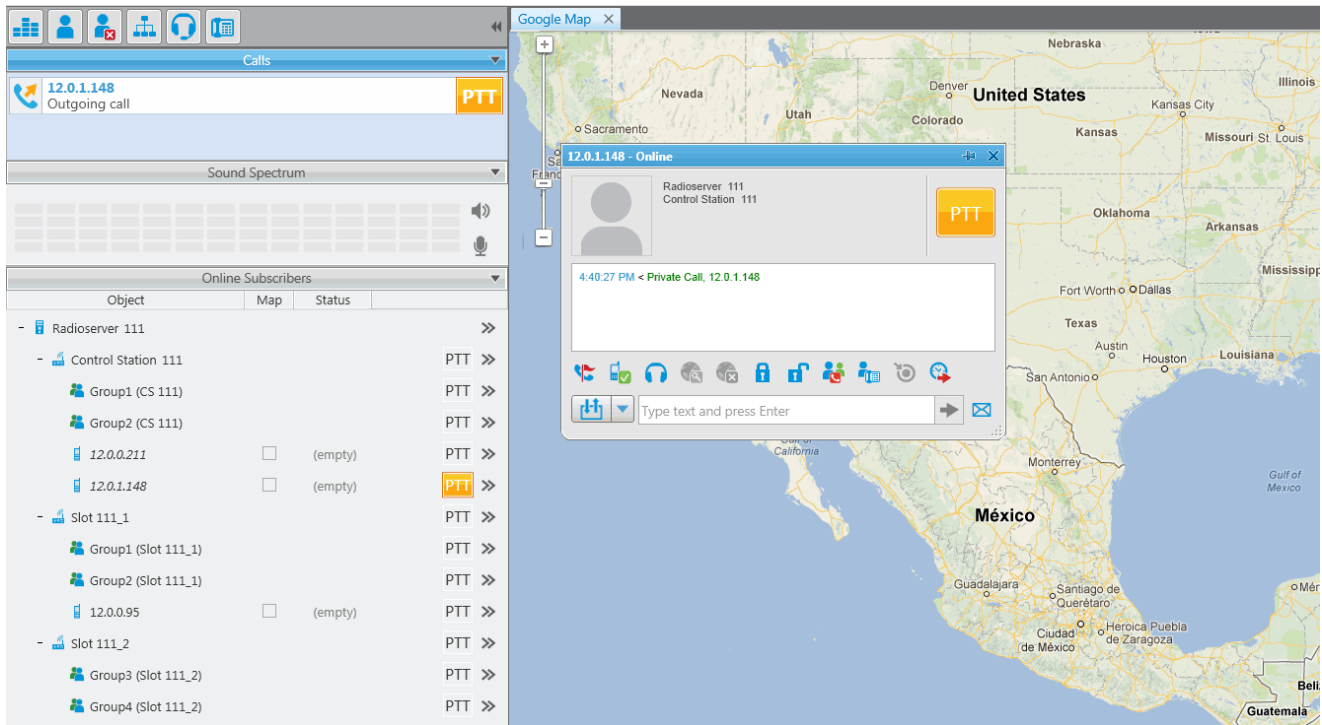 Calls
12.0.1.148
Outgoing call
PTT
Sound Spectrum
Online Subscribers
Object Map Status
- Radioserver 111
- Control Station 111 PTT
Group1 (CS 111) PTT
Group2 (CS 111) PTT
12.0.0.211 (empty) PTT
12.0.1.148 (empty) PTT
- Slot 111_1 PTT
Group1 (Slot 111_1) PTT
Group2 (Slot 111_1) PTT
12.0.0.95 (empty) PTT
- Slot 111_2 PTT
Group3 (Slot 111_2) PTT
Group4 (Slot 111_2) PTT
Google Map
Nebraska
Nevada
Denver
United States
Illinois
Utah
Colorado
Kansas City
Sacramento
Kansas
Missouri St. Louis
12.0.1.148 - Online
Radioserver 111
Control Station 111
PTT
4:40:27 PM < Private Call, 12.0.1.148
Type text and press Enter
Oklahoma
Arkansas
Mississipp
Fort Worth Dallas
Texas
Austin
Houston
Louisiana
San Antonio
California
Monterrey
Gulf of
Mexico
México
Guadalajara
Santiago de
Querétaro
Ciudad
de México
Heroica Puebla
de Zaragoza
Mér
Beli
Guatemala